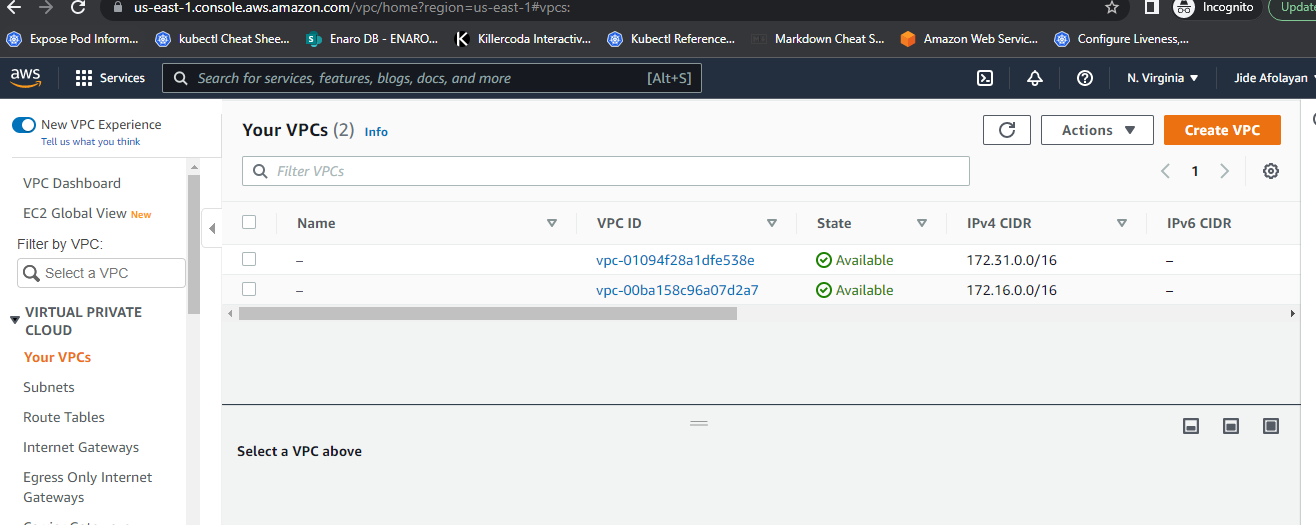 us-east-1.console.aws.amazon.com/vpc/home?region=us-east-1#vpcs:
Incognito
Update
Expose Pod Inform...
kubectl Cheat Shee...
Enaro DB - ENARO...
Killercoda Interactiv...
Kubectl Reference...
Markdown Cheat S...
Amazon Web Servic...
Configure Liveness,...
aws
Services
Search for services, features, blogs, docs, and more
[Alt+S]
N. Virginia
Jide Afolayan
New VPC Experience
Tell us what you think
Your VPCs (2) Info
Actions
Create VPC
Filter VPCs
1
VPC Dashboard
EC2 Global View New
Filter by VPC:
Select a VPC
Name VPC ID State IPv4 CIDR IPv6 CIDR
– vpc-01094f28a1dfe538e Available 172.31.0.0/16 –
– vpc-00ba158c96a07d2a7 Available 172.16.0.0/16 –
VIRTUAL PRIVATE
CLOUD
Your VPCs
Subnets
Route Tables
Internet Gateways
Egress Only Internet
Gateways
Select a VPC above